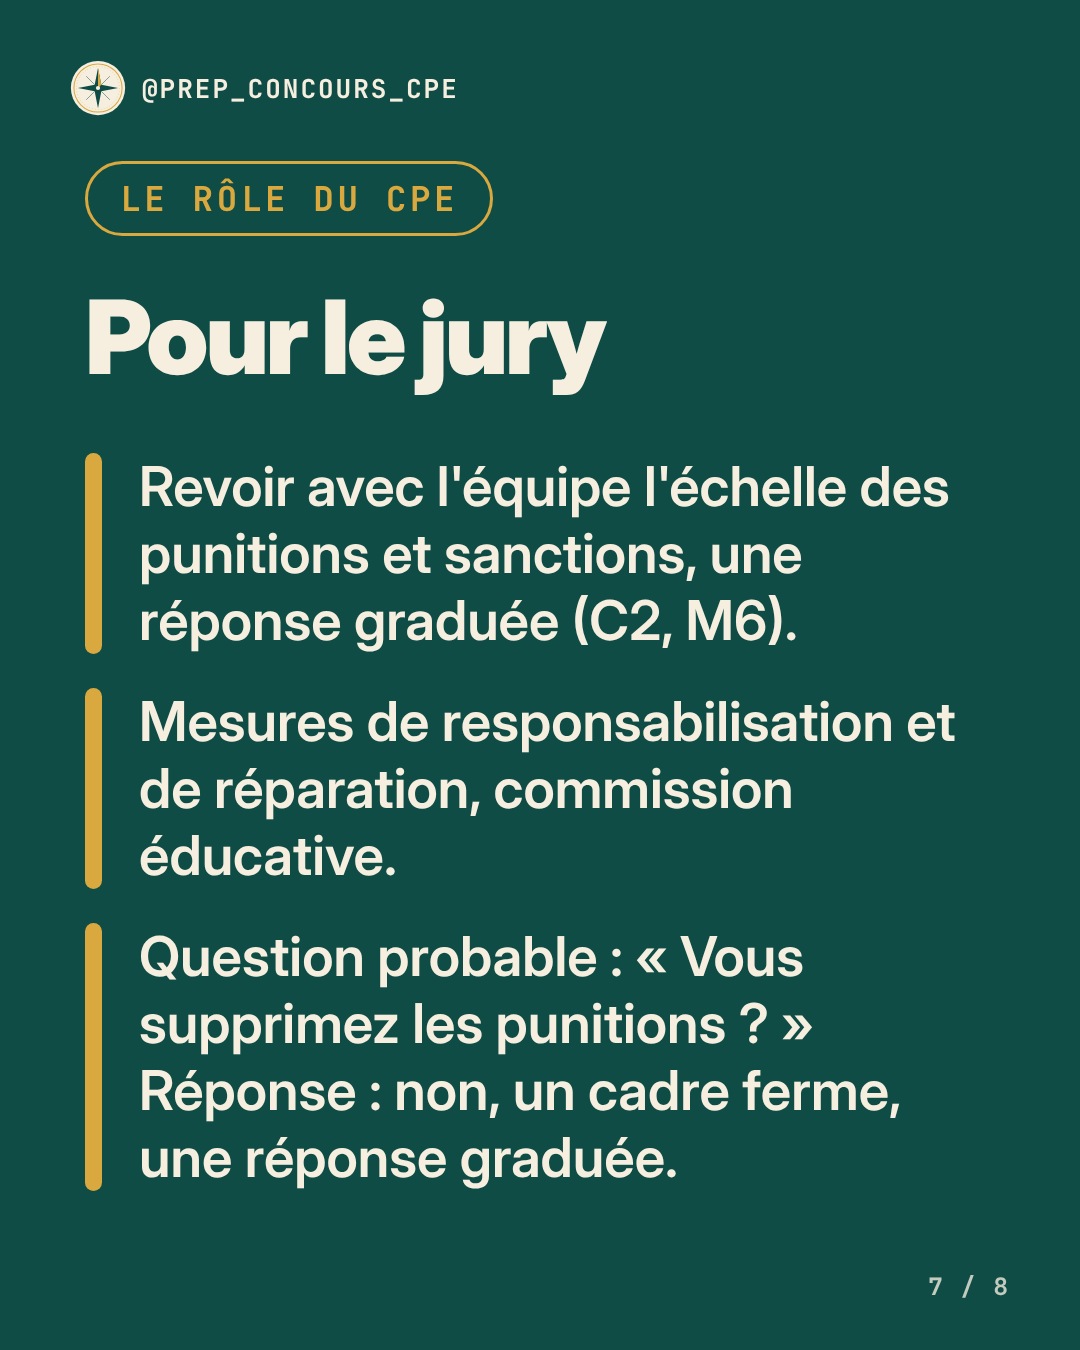 @PREP_CONCOURS_CPE
LE RÔLE DU CPE
Pour le jury
Revoir avec l'équipe l'échelle des
punitions et sanctions, une
réponse graduée (C2, M6).
Mesures de responsabilisation et
de réparation, commission
éducative.
Question probable : « Vous
supprimez les punitions ? »
Réponse : non, un cadre ferme,
une réponse graduée.
7 / 8